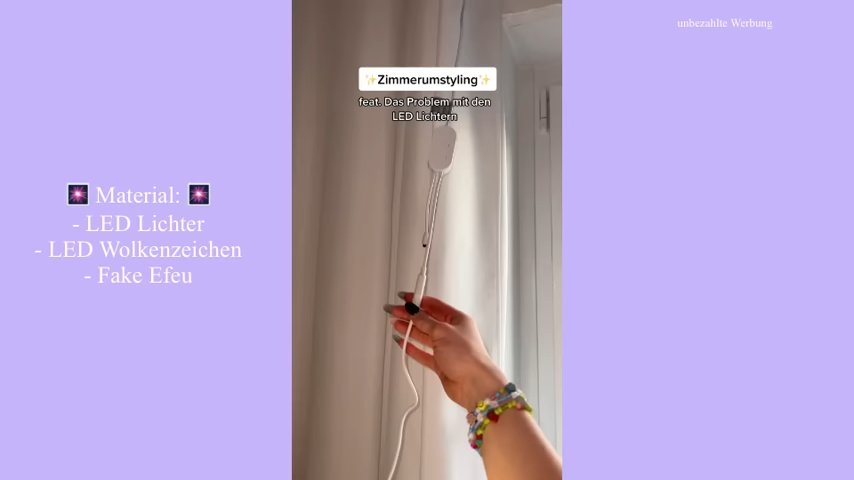 unbezahlte Werbung
✨Zimmerumstyling✨
feat. Das Problem mit den
LED Lichtern
🎆 Material: 🎆
- LED Lichter
- LED Wolkenzeichen
- Fake Efeu